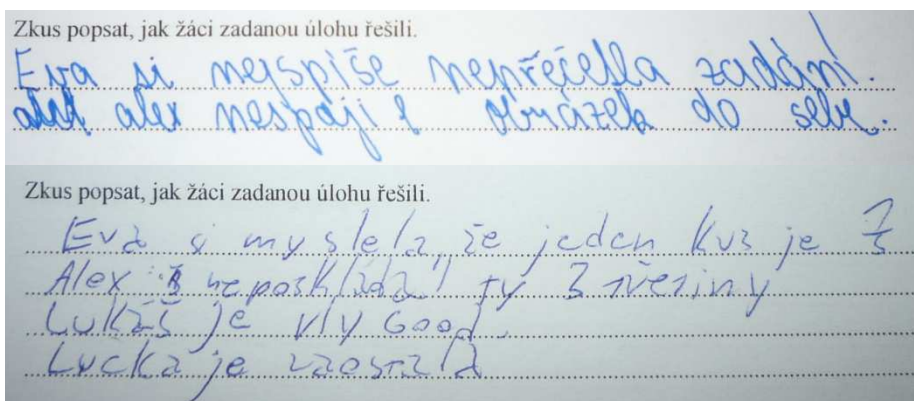 Zkus popsat, jak žáci zadanou úlohu řešili.
Eva si nejspíše nepřečetla zadání.
alex nespojil obrázek do sebe.
Zkus popsat, jak žáci zadanou úlohu řešili.
Eva si myslela, že jeden kus je
Alex neposkládal ty 3 třetiny
Lukáš je vly Good.
Lucka je zaostalá